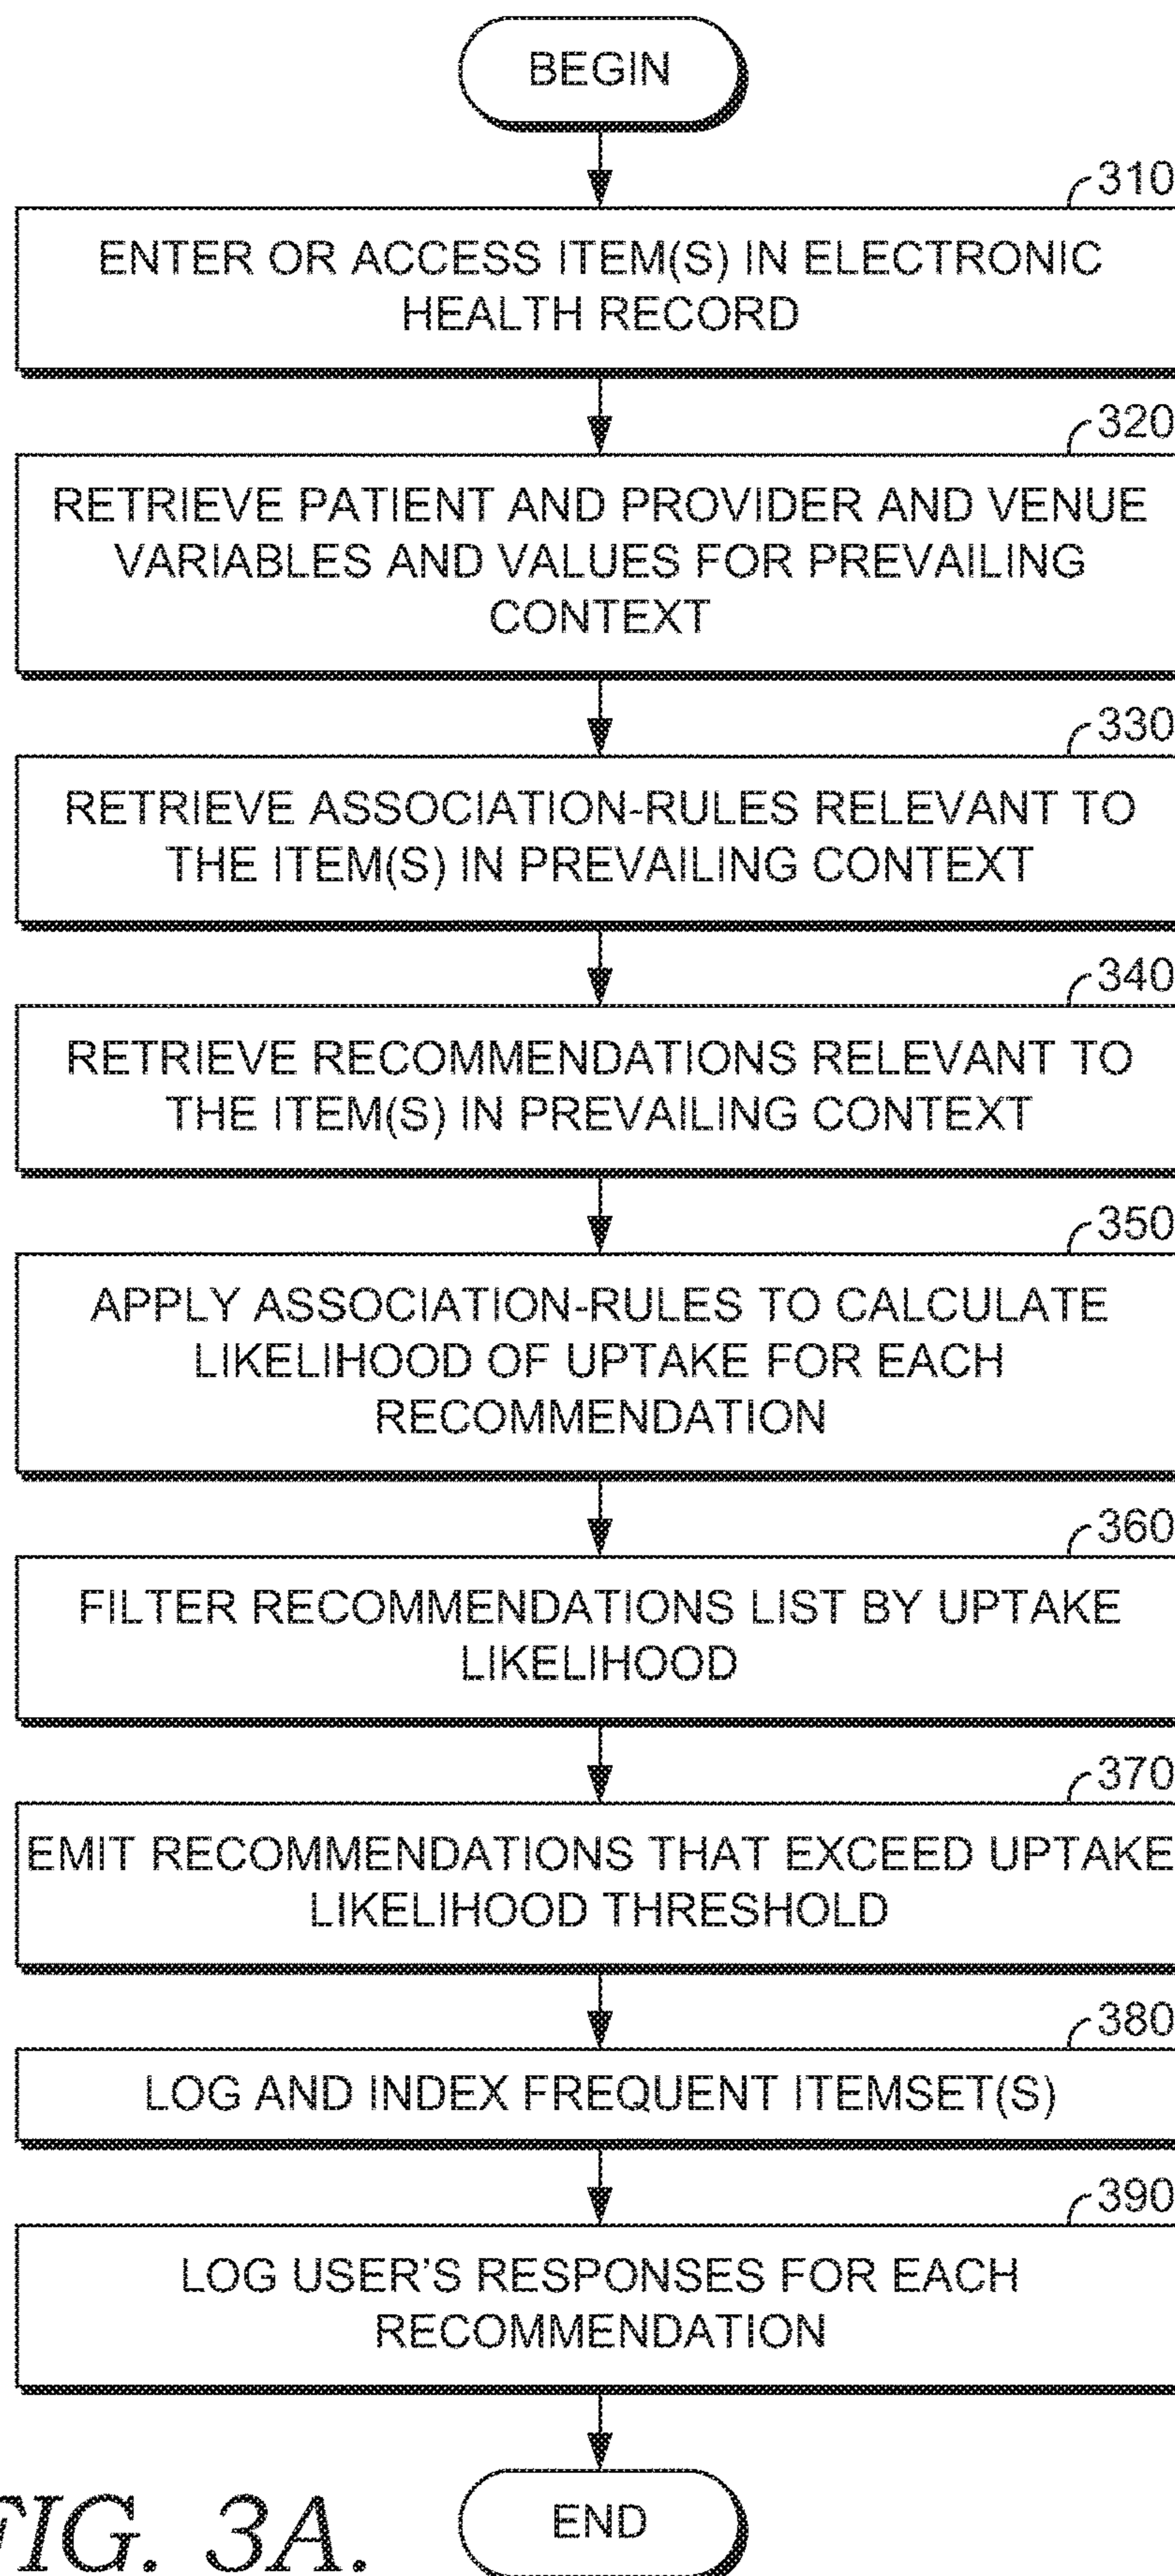 BEGIN
310
ENTER OR ACCESS ITEM(S) IN ELECTRONIC
HEALTH RECORD
320
RETRIEVE PATIENT AND PROVIDER AND VENUE
VARIABLES AND VALUES FOR PREVAILING
CONTEXT
330
RETRIEVE ASSOCIATION-RULES RELEVANT TO
THE ITEM(S) IN PREVAILING CONTEXT
340
RETRIEVE RECOMMENDATIONS RELEVANT TO
THE ITEM(S) IN PREVAILING CONTEXT
350
APPLY ASSOCIATION-RULES TO CALCULATE
LIKELIHOOD OF UPTAKE FOR EACH
RECOMMENDATION
360
FILTER RECOMMENDATIONS LIST BY UPTAKE
LIKELIHOOD
370
EMIT RECOMMENDATIONS THAT EXCEED UPTAKE
LIKELIHOOD THRESHOLD
380
LOG AND INDEX FREQUENT ITEMSET(S)
390
LOG USER'S RESPONSES FOR EACH
RECOMMENDATION
END
FIG. 3A.